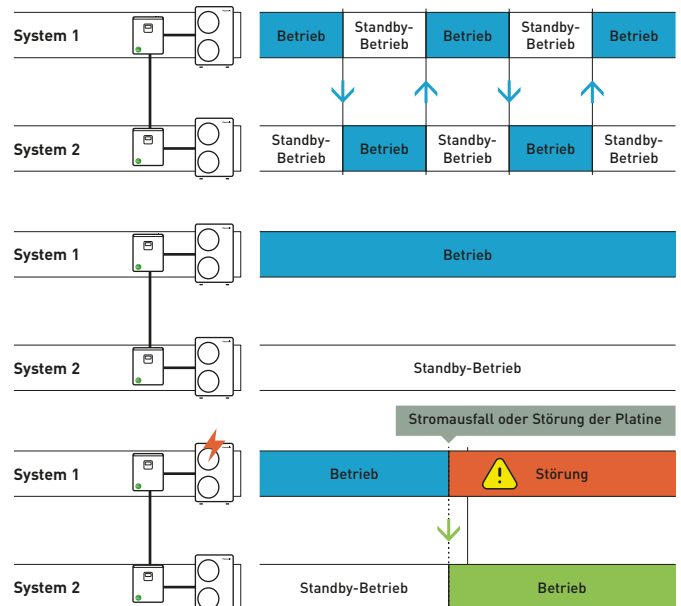 System 1
Betrieb
Standby-
Betrieb
Betrieb
Standby-
Betrieb
Betrieb
System 2
Standby-
Betrieb
Betrieb
Standby-
Betrieb
Betrieb
Standby-
Betrieb
System 1
Betrieb
System 2
Standby-Betrieb
Stromausfall oder Störung der Platine
System 1
Betrieb
Störung
System 2
Standby-Betrieb
Betrieb